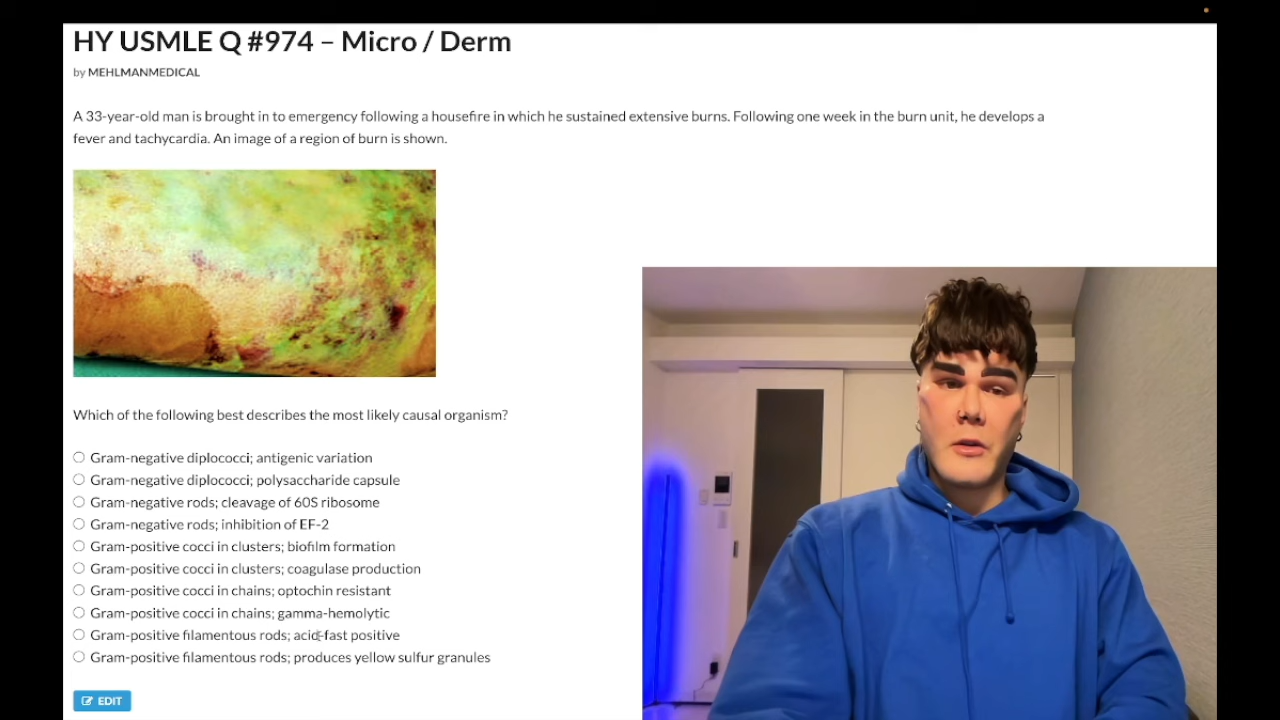 HY USMLE Q #974 – Micro / Derm
by MEHLMANMEDICAL
A 33-year-old man is brought in to emergency following a housefire in which he sustained extensive burns. Following one week in the burn unit, he develops a
fever and tachycardia. An image of a region of burn is shown.
Which of the following best describes the most likely causal organism?
Gram-negative diplococci; antigenic variation
Gram-negative diplococci; polysaccharide capsule
Gram-negative rods; cleavage of 60S ribosome
Gram-negative rods; inhibition of EF-2
Gram-positive cocci in clusters; biofilm formation
Gram-positive cocci in clusters; coagulase production
Gram-positive cocci in chains; optochin resistant
Gram-positive cocci in chains; gamma-hemolytic
Gram-positive filamentous rods; acid-fast positive
Gram-positive filamentous rods; produces yellow sulfur granules
EDIT